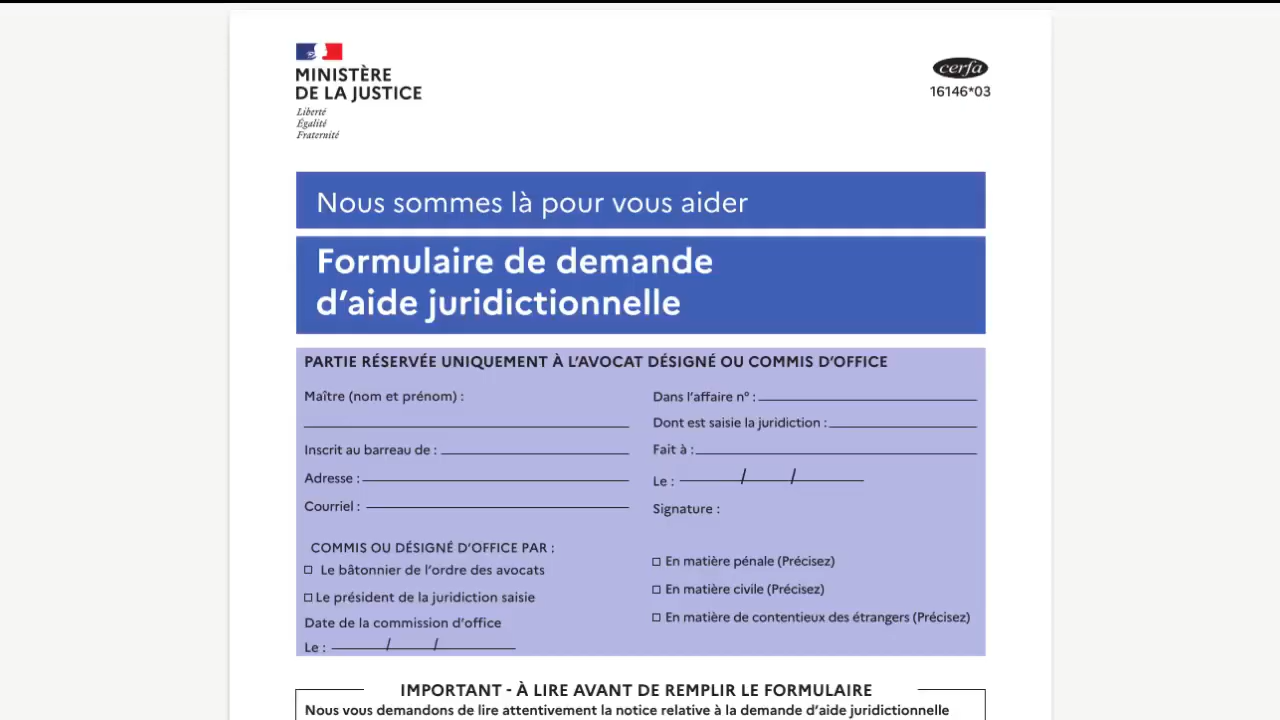 MINISTÈRE
DE LA JUSTICE
Liberté
Égalité
Fraternité
cerfa
16146*03
Nous sommes là pour vous aider
Formulaire de demande
d’aide juridictionnelle
PARTIE RÉSERVÉE UNIQUEMENT À L’AVOCAT DÉSIGNÉ OU COMMIS D’OFFICE
Maître (nom et prénom) :
Inscrit au barreau de :
Adresse :
Courriel :
Dans l’affaire n° :
Dont est saisie la juridiction :
Fait à :
Le : / /
Signature :
COMMIS OU DÉSIGNÉ D’OFFICE PAR :
☐ Le bâtonnier de l’ordre des avocats
☐ Le président de la juridiction saisie
Date de la commission d’office
Le : / /
☐ En matière pénale (Précisez)
☐ En matière civile (Précisez)
☐ En matière de contentieux des étrangers (Précisez)
IMPORTANT - À LIRE AVANT DE REMPLIR LE FORMULAIRE
Nous vous demandons de lire attentivement la notice relative à la demande d’aide juridictionnelle